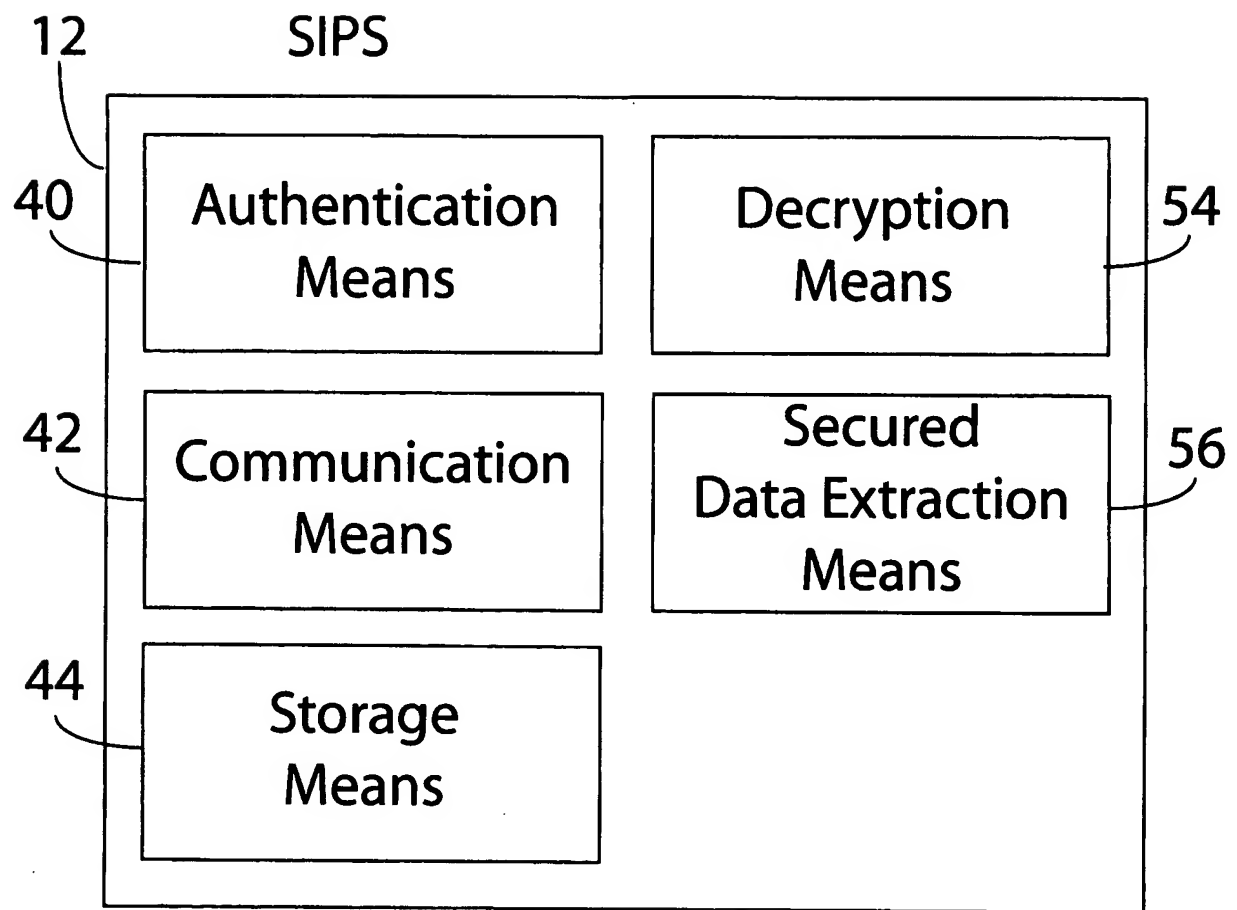 12 SIPS
40
Authentication
Means
Decryption
Means
54
42
Communication
Means
Secured
Data Extraction
Means
56
44
Storage
Means